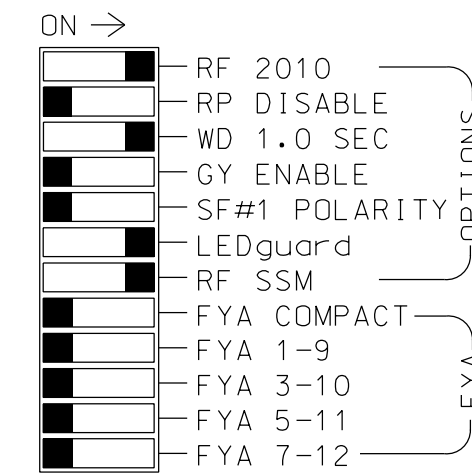 ON →
RF 2010
RP DISABLE
WD 1.0 SEC
GY ENABLE
SF#1 POLARITY
LEDguard
RF SSM
OPTIONS
FYA COMPACT
FYA 1-9
FYA 3-10
FYA 5-11
FYA 7-12
FYA